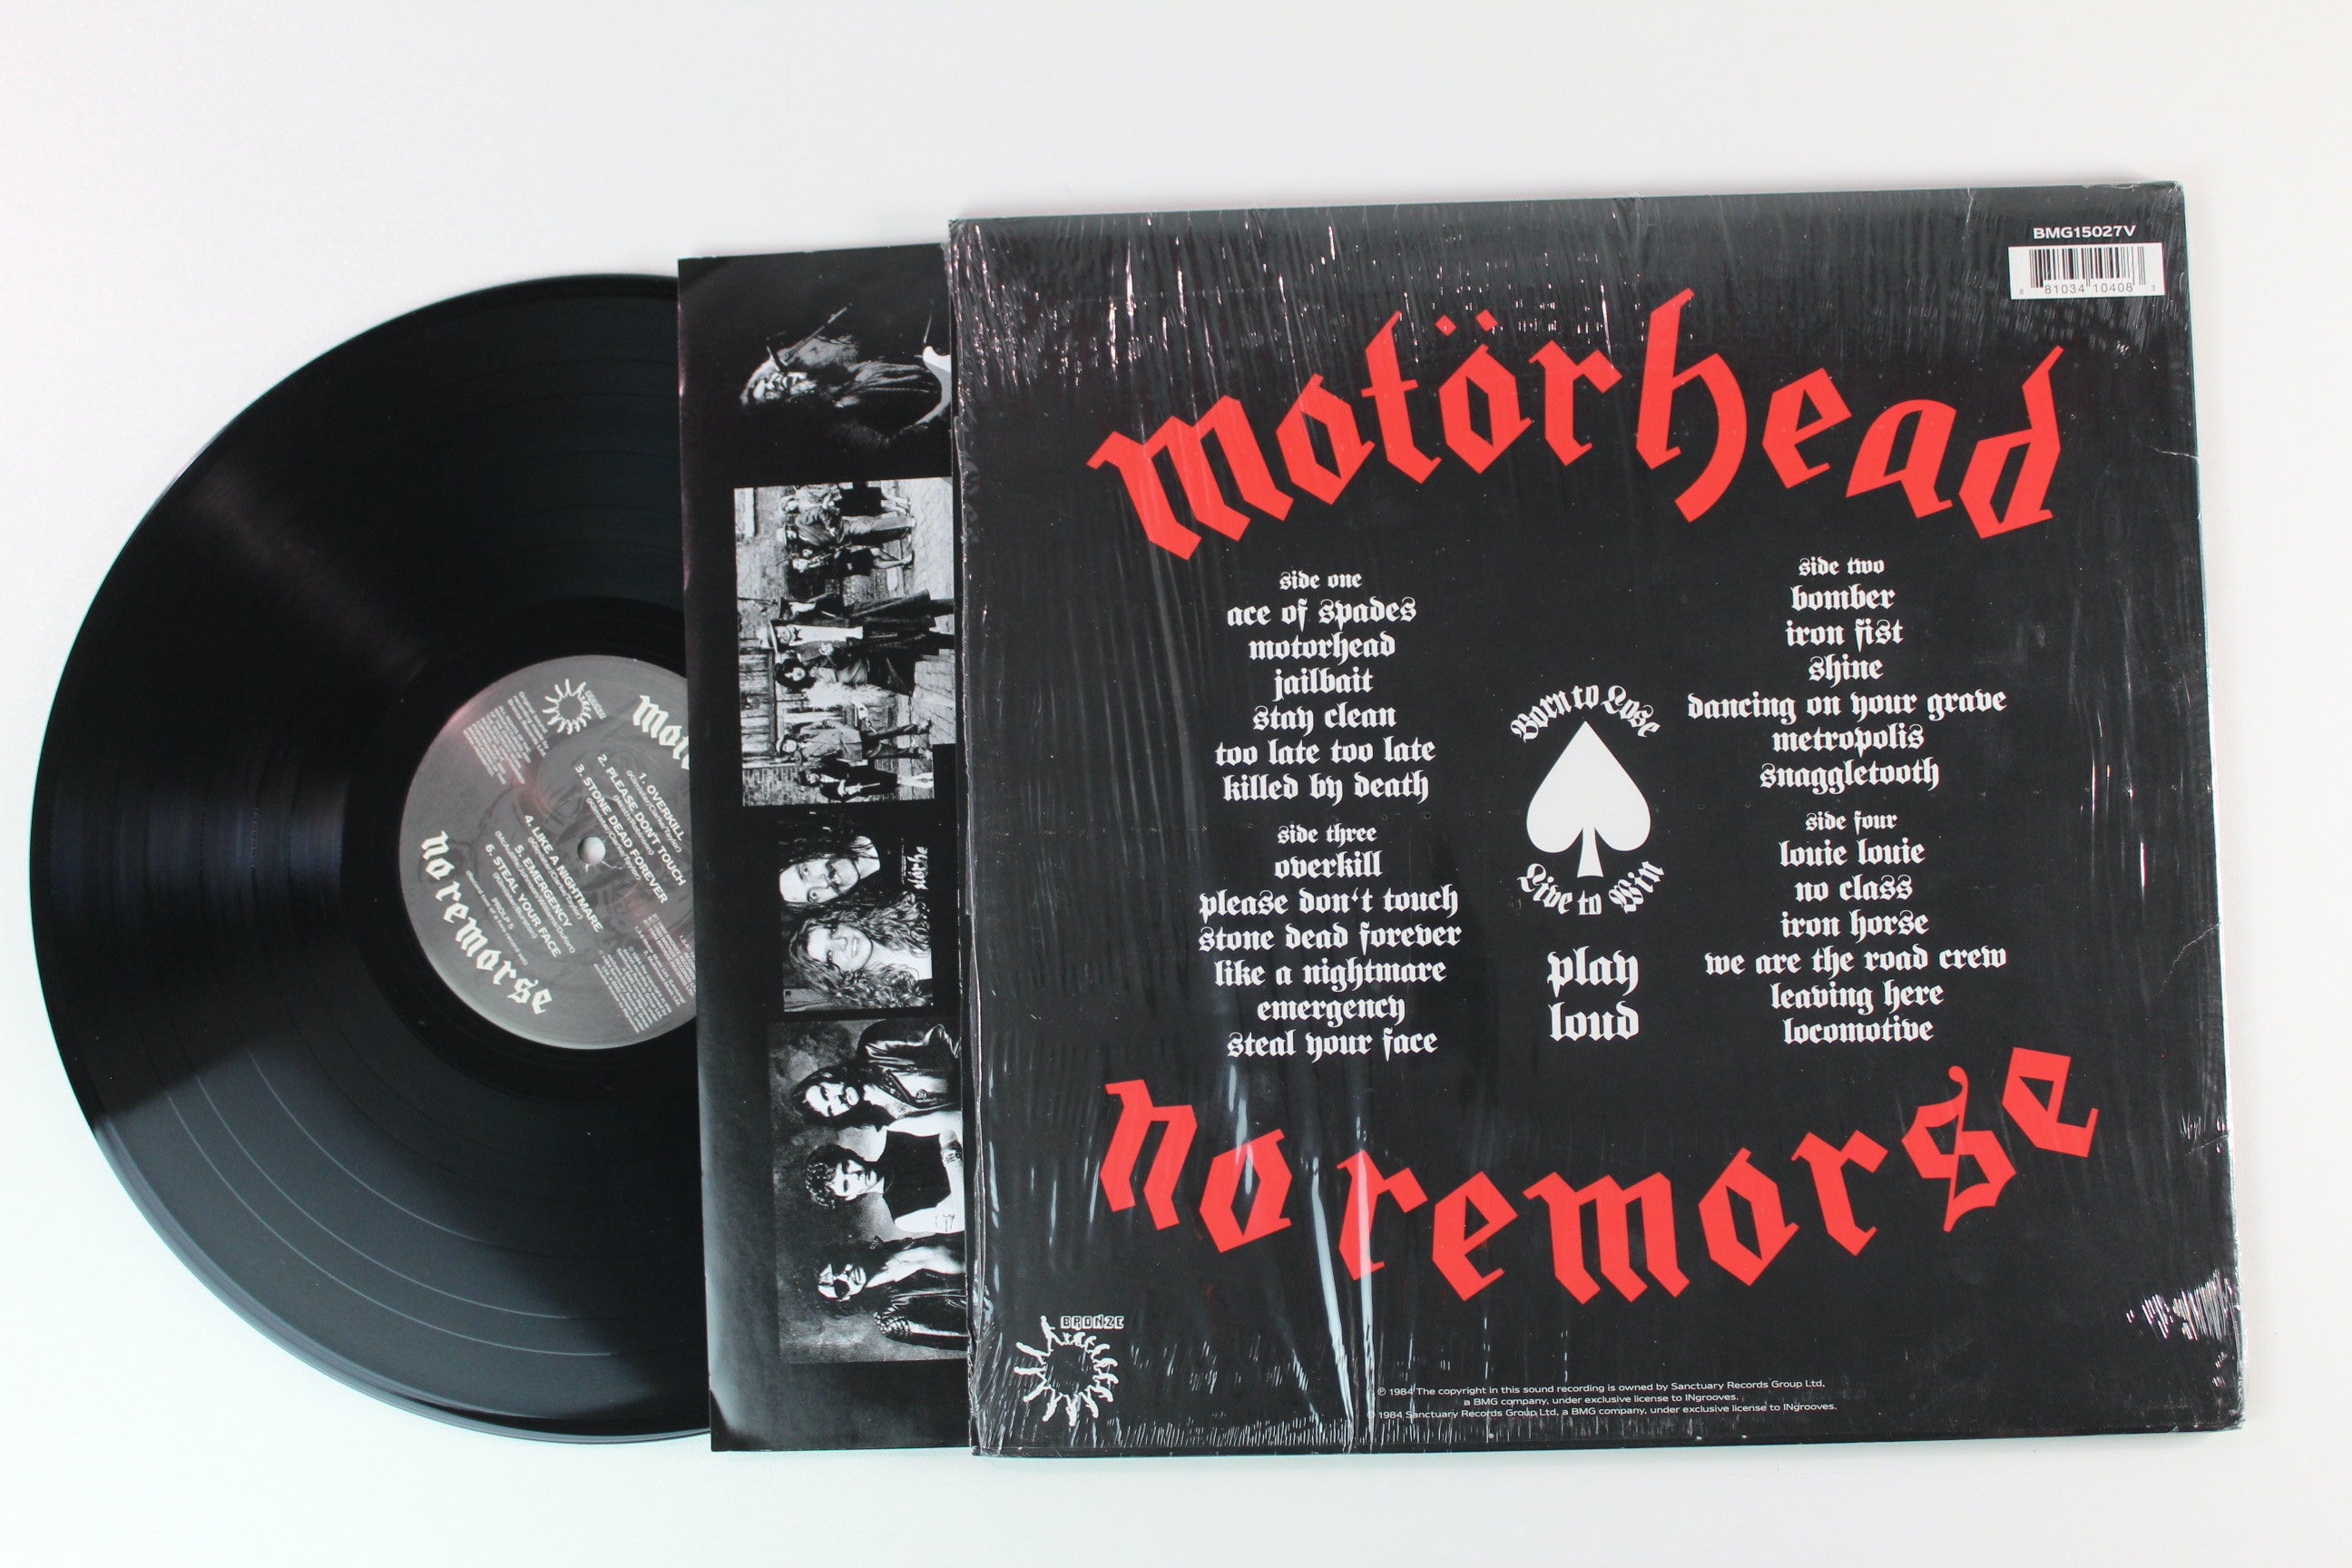 BMG15027V
8 81034 10408 3
motörhead
side one
ace of spades
motorhead
jailbait
stay clean
too late too late
killed by death
side two
bomber
iron fist
shine
dancing on your grave
metropolis
snaggletooth
side three
overkill
please don't touch
stone dead forever
like a nightmare
emergency
steal your face
side four
louie louie
no class
iron horse
we are the road crew
leaving here
locomotive
Born to Lose
Live to Win
play
loud
no remorse
BRONZE
℗ 1984 The copyright in this sound recording is owned by Sanctuary Records Group Ltd,
a BMG company, under exclusive license to INgrooves.
© 1984 Sanctuary Records Group Ltd, a BMG company, under exclusive license to INgrooves.
1. OVERKILL
2. PLEASE DON'T TOUCH
3. STONE DEAD FOREVER
4. LIKE A NIGHTMARE
5. EMERGENCY
6. STEAL YOUR FACE
no remorse